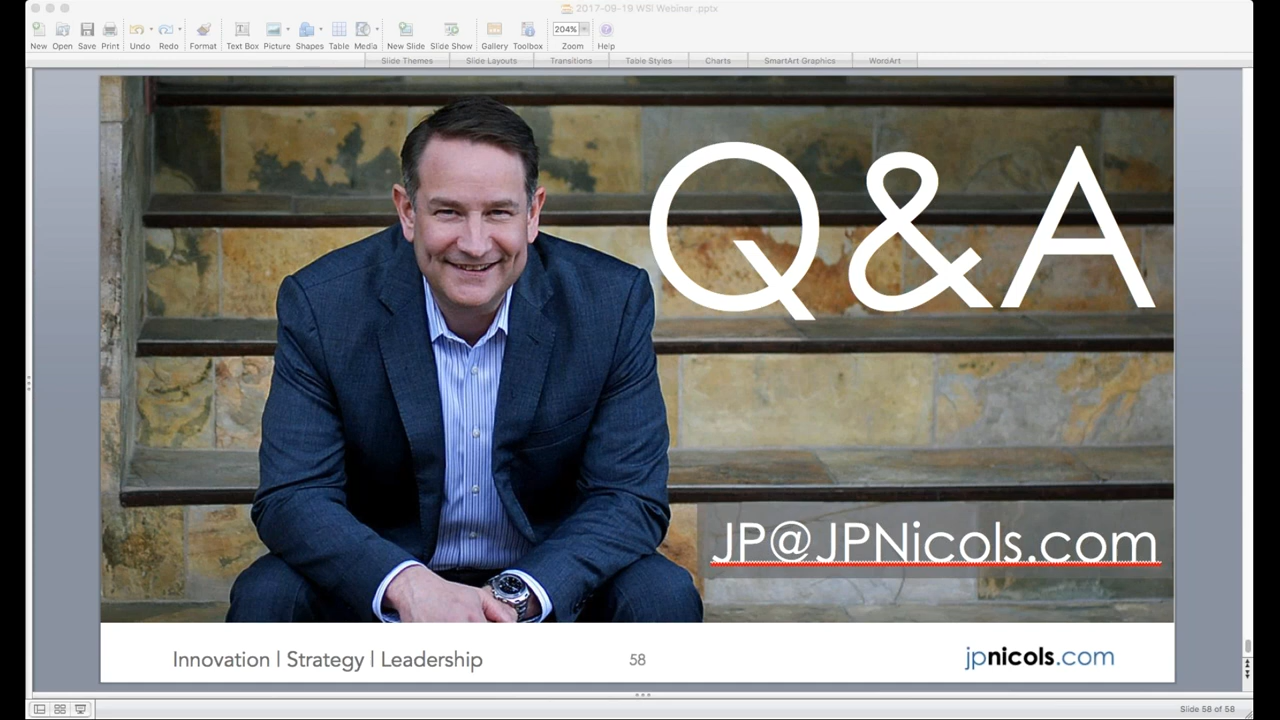 2017-09-19 WSI Webinar .pptx
204%
New Open Save Print Undo Redo Format Text Box Picture Shapes Table Media New Slide Slide Show Gallery Toolbox Zoom Help
Slide Themes Slide Layouts Transitions Table Styles Charts SmartArt Graphics WordArt
Q&A
JP@JPNicols.com
Innovation | Strategy | Leadership 58 jpnicols.com
Slide 58 of 58